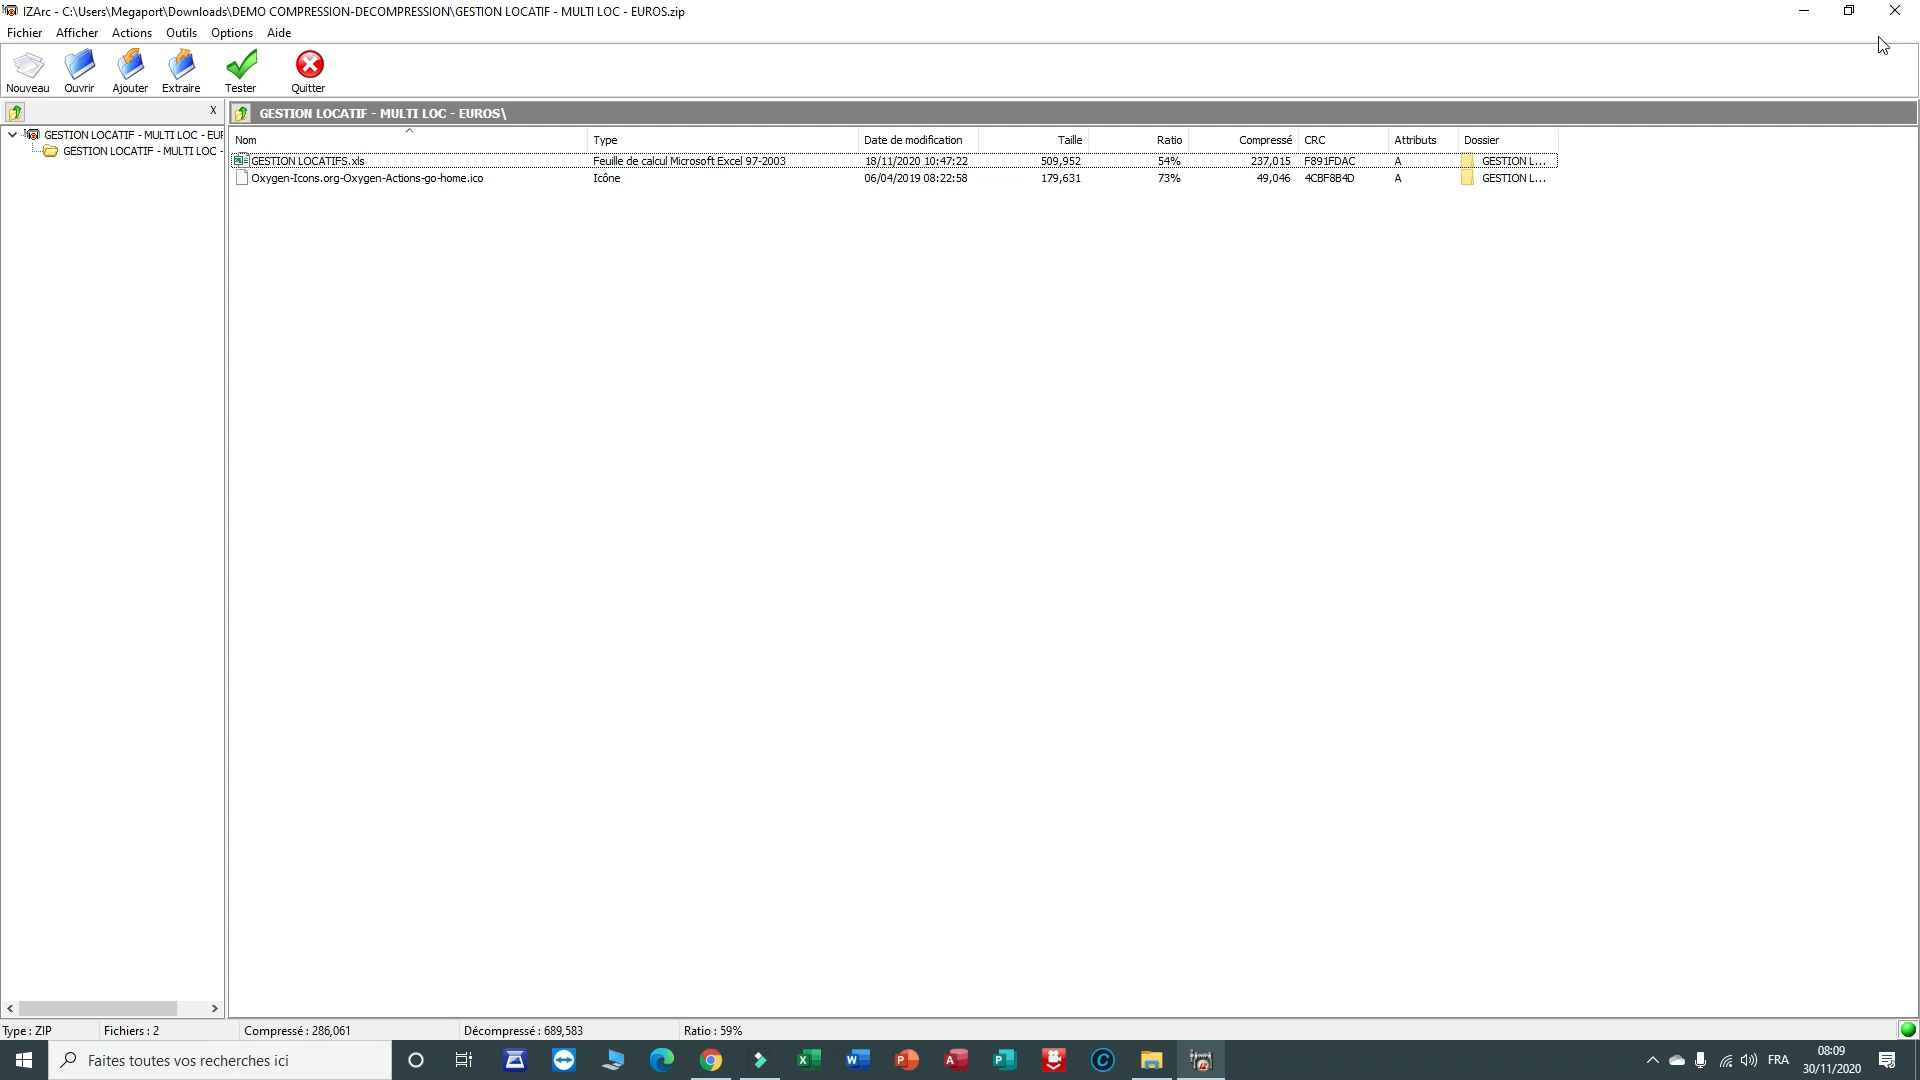 IZArc - C:\Users\Megaport\Downloads\DEMO COMPRESSION-DECOMPRESSION\GESTION LOCATIF - MULTI LOC - EUROS.zip
Fichier Afficher Actions Outils Options Aide
Nouveau Ouvrir Ajouter Extraire Tester Quitter
X GESTION LOCATIF - MULTI LOC - EUROS\
GESTION LOCATIF - MULTI LOC - EUR
GESTION LOCATIF - MULTI LOC -
Nom Type Date de modification Taille Ratio Compressé CRC Attributs Dossier
GESTION LOCATIFS.xls Feuille de calcul Microsoft Excel 97-2003 18/11/2020 10:47:22 509,952 54% 237,015 F891FDAC A GESTION L...
Oxygen-Icons.org-Oxygen-Actions-go-home.ico Icône 06/04/2019 08:22:58 179,631 73% 49,046 4CBF8B4D A GESTION L...
Type : ZIP Fichiers : 2 Compressé : 286,061 Décompressé : 689,583 Ratio : 59%
Faites toutes vos recherches ici FRA 08:09
30/11/2020